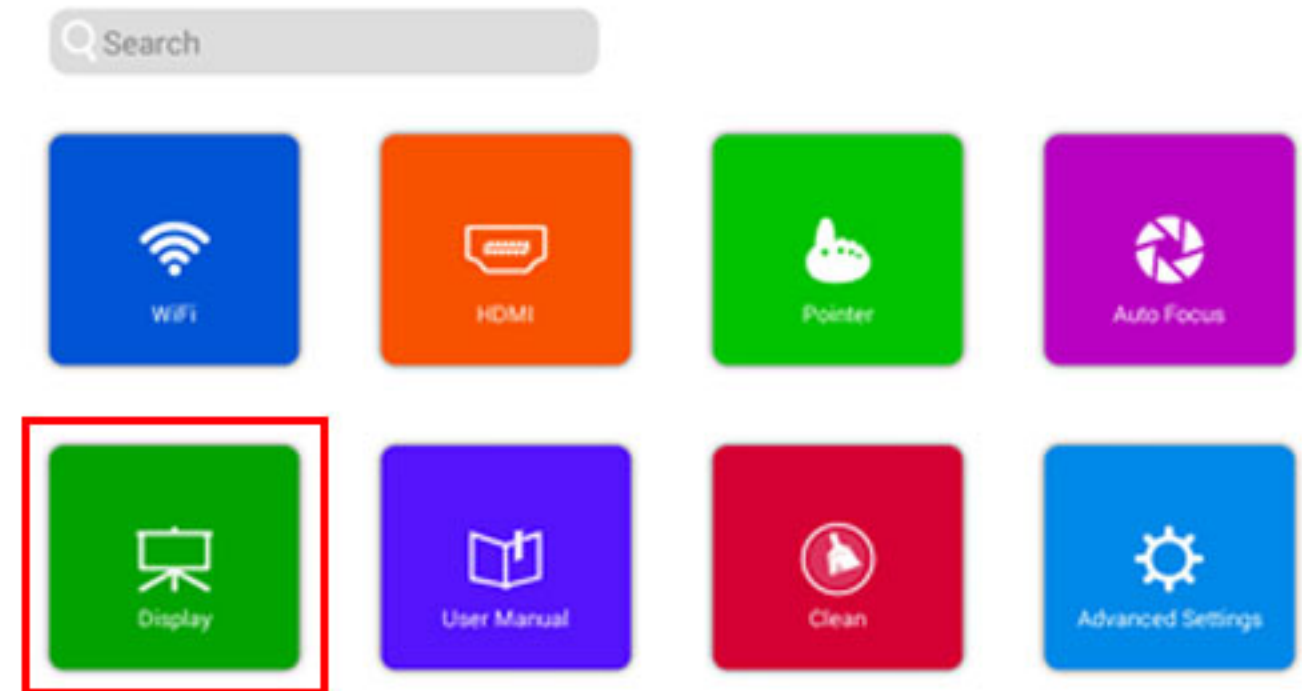 Search
WiFi
HDMI
Pointer
Auto Focus
Display
User Manual
Clean
Advanced Settings